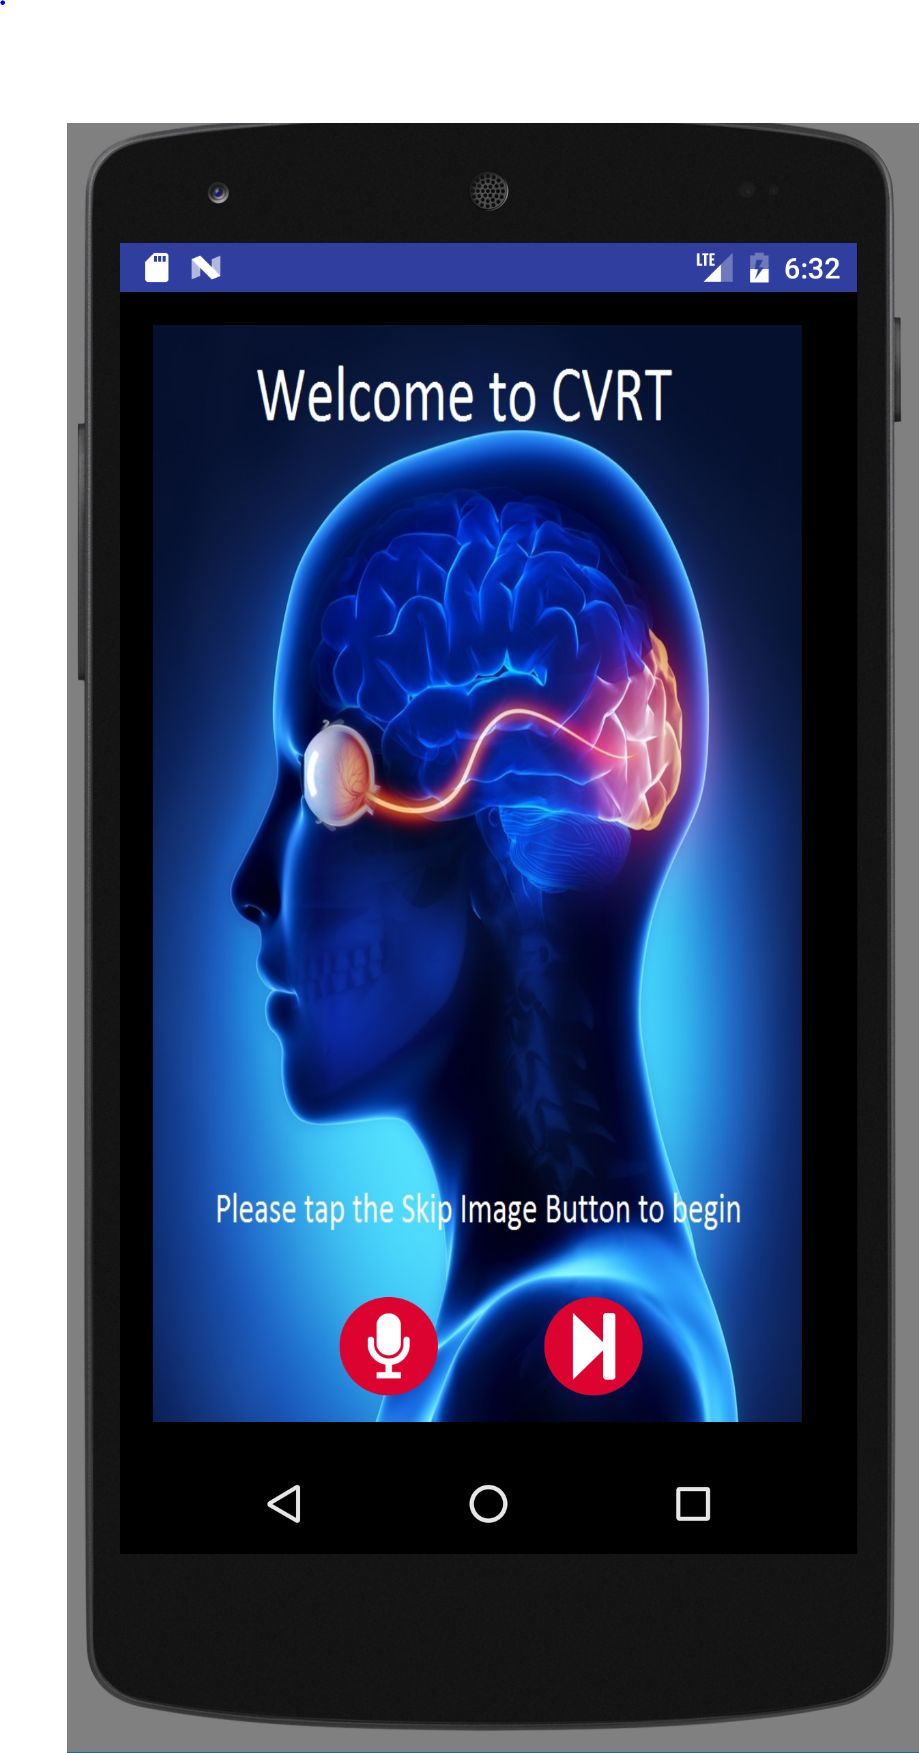 LTE 6:32
Welcome to CVRT
Please tap the Skip Image Button to begin